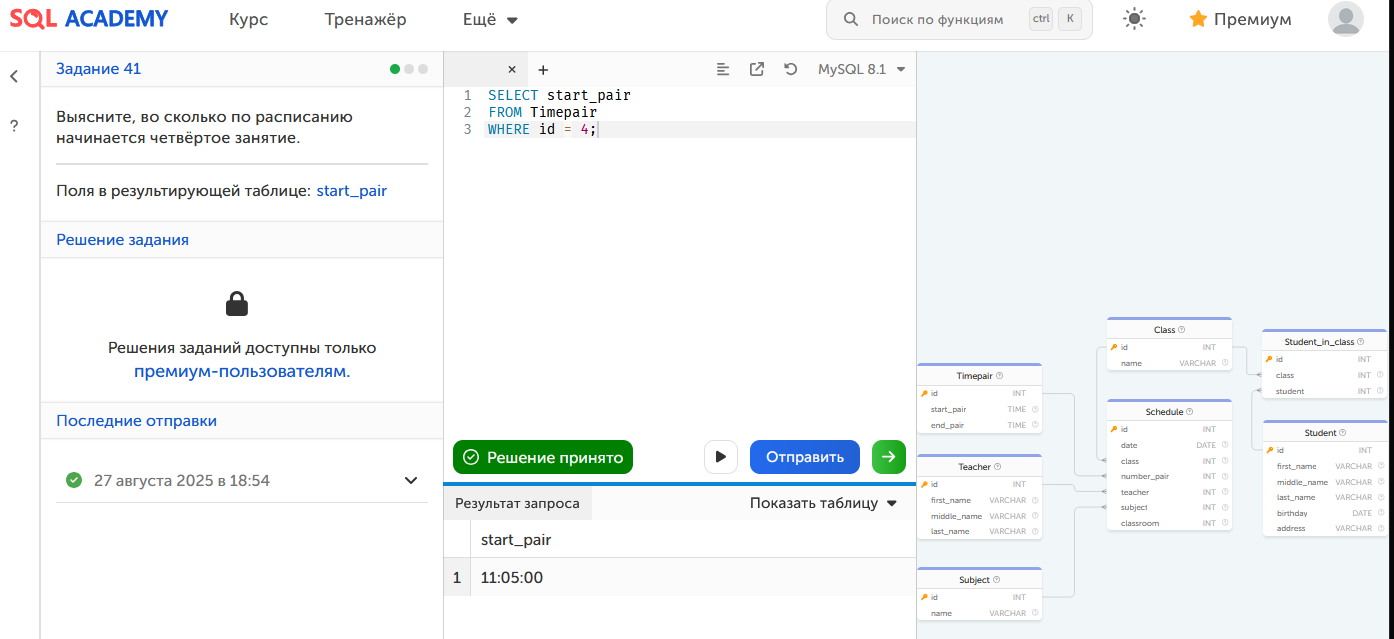 SQL ACADEMY
Курс
Тренажёр
Ещё
Поиск по функциям
ctrl
K
Премиум
Задание 41
Выясните, во сколько по расписанию
начинается четвёртое занятие.
Поля в результирующей таблице: start_pair
Решение задания
Решения заданий доступны только
премиум-пользователям.
Последние отправки
27 августа 2025 в 18:54
?
×
+
MySQL 8.1
1 SELECT start_pair
2 FROM Timepair
3 WHERE id = 4;
Решение принято
Отправить
Результат запроса
Показать таблицу
start_pair
1 11:05:00
Timepair
id INT
start_pair TIME
end_pair TIME
Teacher
id INT
first_name VARCHAR
middle_name VARCHAR
last_name VARCHAR
Subject
id INT
name VARCHAR
Class
id INT
name VARCHAR
Schedule
id INT
date DATE
class INT
number_pair INT
teacher INT
subject INT
classroom INT
Student_in_class
id INT
class INT
student INT
Student
id INT
first_name VARCHAR
middle_name VARCHAR
last_name VARCHAR
birthday DATE
address VARCHAR